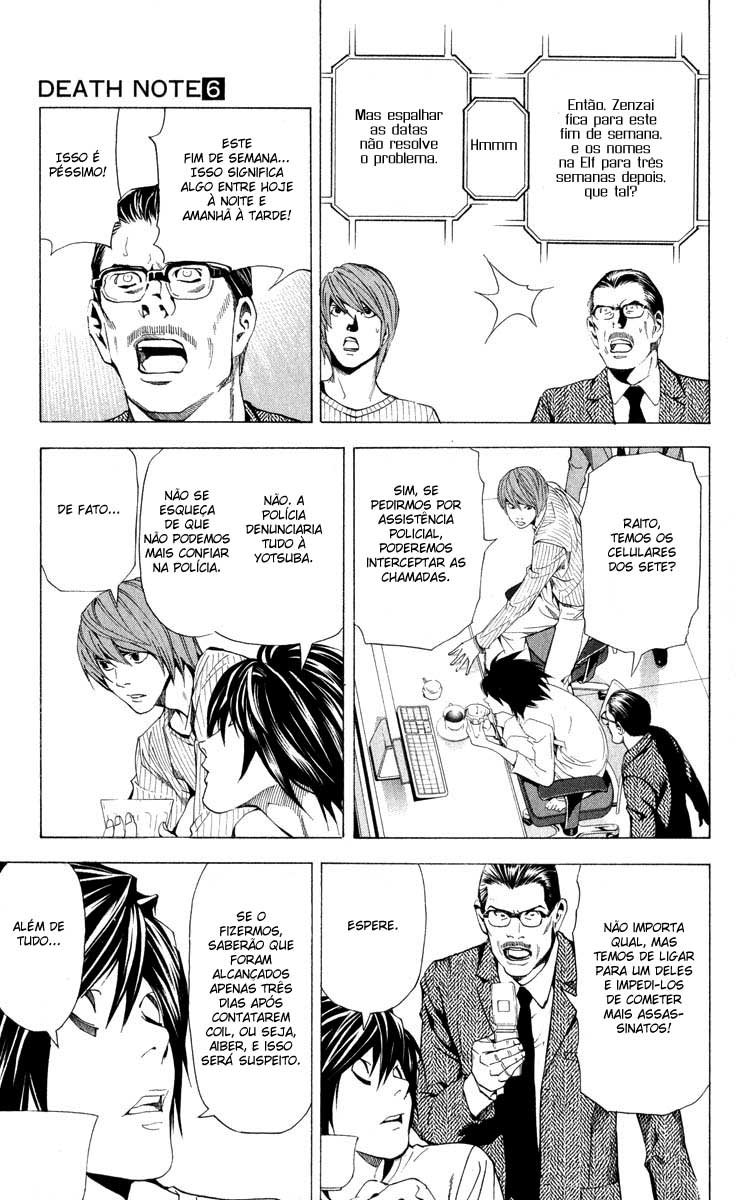 DEATH NOTE 6
Então, Zenzai
fica para este
fim de semana,
e os nomes
na Elf para três
semanas depois,
que tal?
Hmmm
Mas espalhar
as datas
não resolve
o problema.
ESTE
FIM DE SEMANA...
ISSO SIGNIFICA
ALGO ENTRE HOJE
À NOITE E
AMANHÃ À TARDE!
ISSO É
PÉSSIMO!
RAITO,
TEMOS OS
CELULARES
DOS SETE?
SIM, SE
PEDIRMOS POR
ASSISTÊNCIA
POLICIAL,
PODEREMOS
INTERCEPTAR AS
CHAMADAS.
NÃO. A
POLÍCIA
DENUNCIARIA
TUDO À
YOTSUBA.
NÃO SE
ESQUEÇA
DE QUE
NÃO PODEMOS
MAIS CONFIAR
NA POLÍCIA.
DE FATO...
NÃO IMPORTA
QUAL, MAS
TEMOS DE LIGAR
PARA UM DELES
E IMPEDI-LOS
DE COMETER
MAIS ASSAS-
SINATOS!
ESPERE.
SE O
FIZERMOS,
SABERÃO QUE
FORAM
ALCANÇADOS
APENAS TRÊS
DIAS APÓS
CONTATAREM
COIL, OU SEJA,
AIBER, E ISSO
SERÁ SUSPEITO.
ALÉM DE
TUDO...